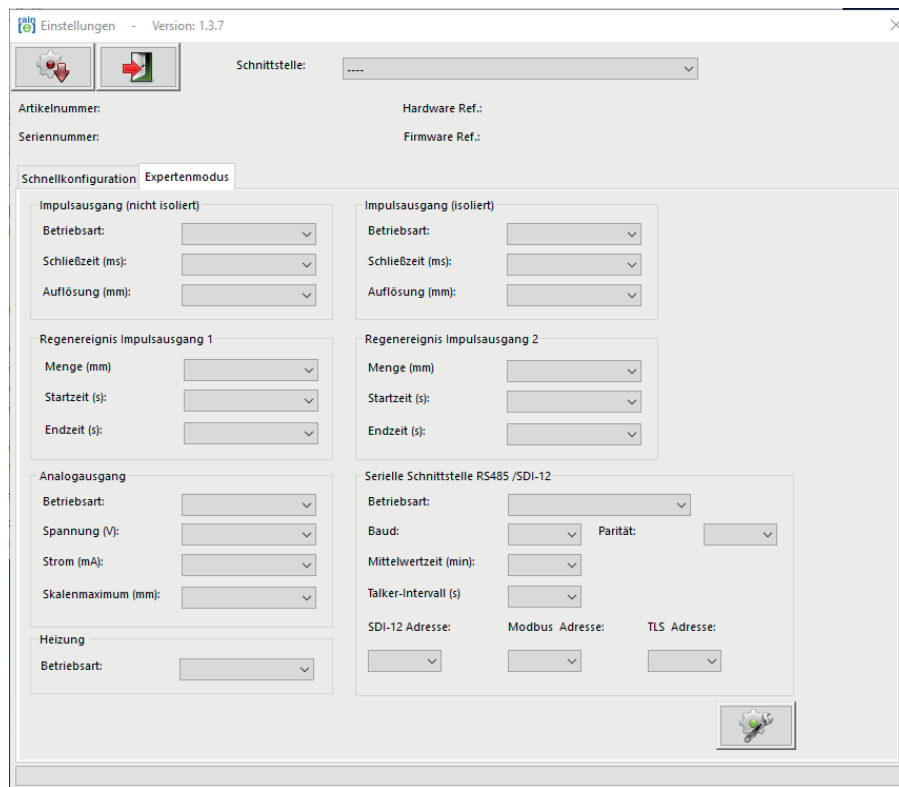 rain
[e] Einstellungen - Version: 1.3.7
Schnittstelle: ----
Artikelnummer: Hardware Ref.:
Seriennummer: Firmware Ref.:
Schnellkonfiguration Expertenmodus
Impulsausgang (nicht isoliert)
Betriebsart:
Schließzeit (ms):
Auflösung (mm):
Impulsausgang (isoliert)
Betriebsart:
Schließzeit (ms):
Auflösung (mm):
Regenereignis Impulsausgang 1
Menge (mm)
Startzeit (s):
Endzeit (s):
Regenereignis Impulsausgang 2
Menge (mm)
Startzeit (s):
Endzeit (s):
Analogausgang
Betriebsart:
Spannung (V):
Strom (mA):
Skalenmaximum (mm):
Heizung
Betriebsart:
Serielle Schnittstelle RS485 /SDI-12
Betriebsart:
Baud: Parität:
Mittelwertzeit (min):
Talker-Intervall (s)
SDI-12 Adresse: Modbus Adresse: TLS Adresse: